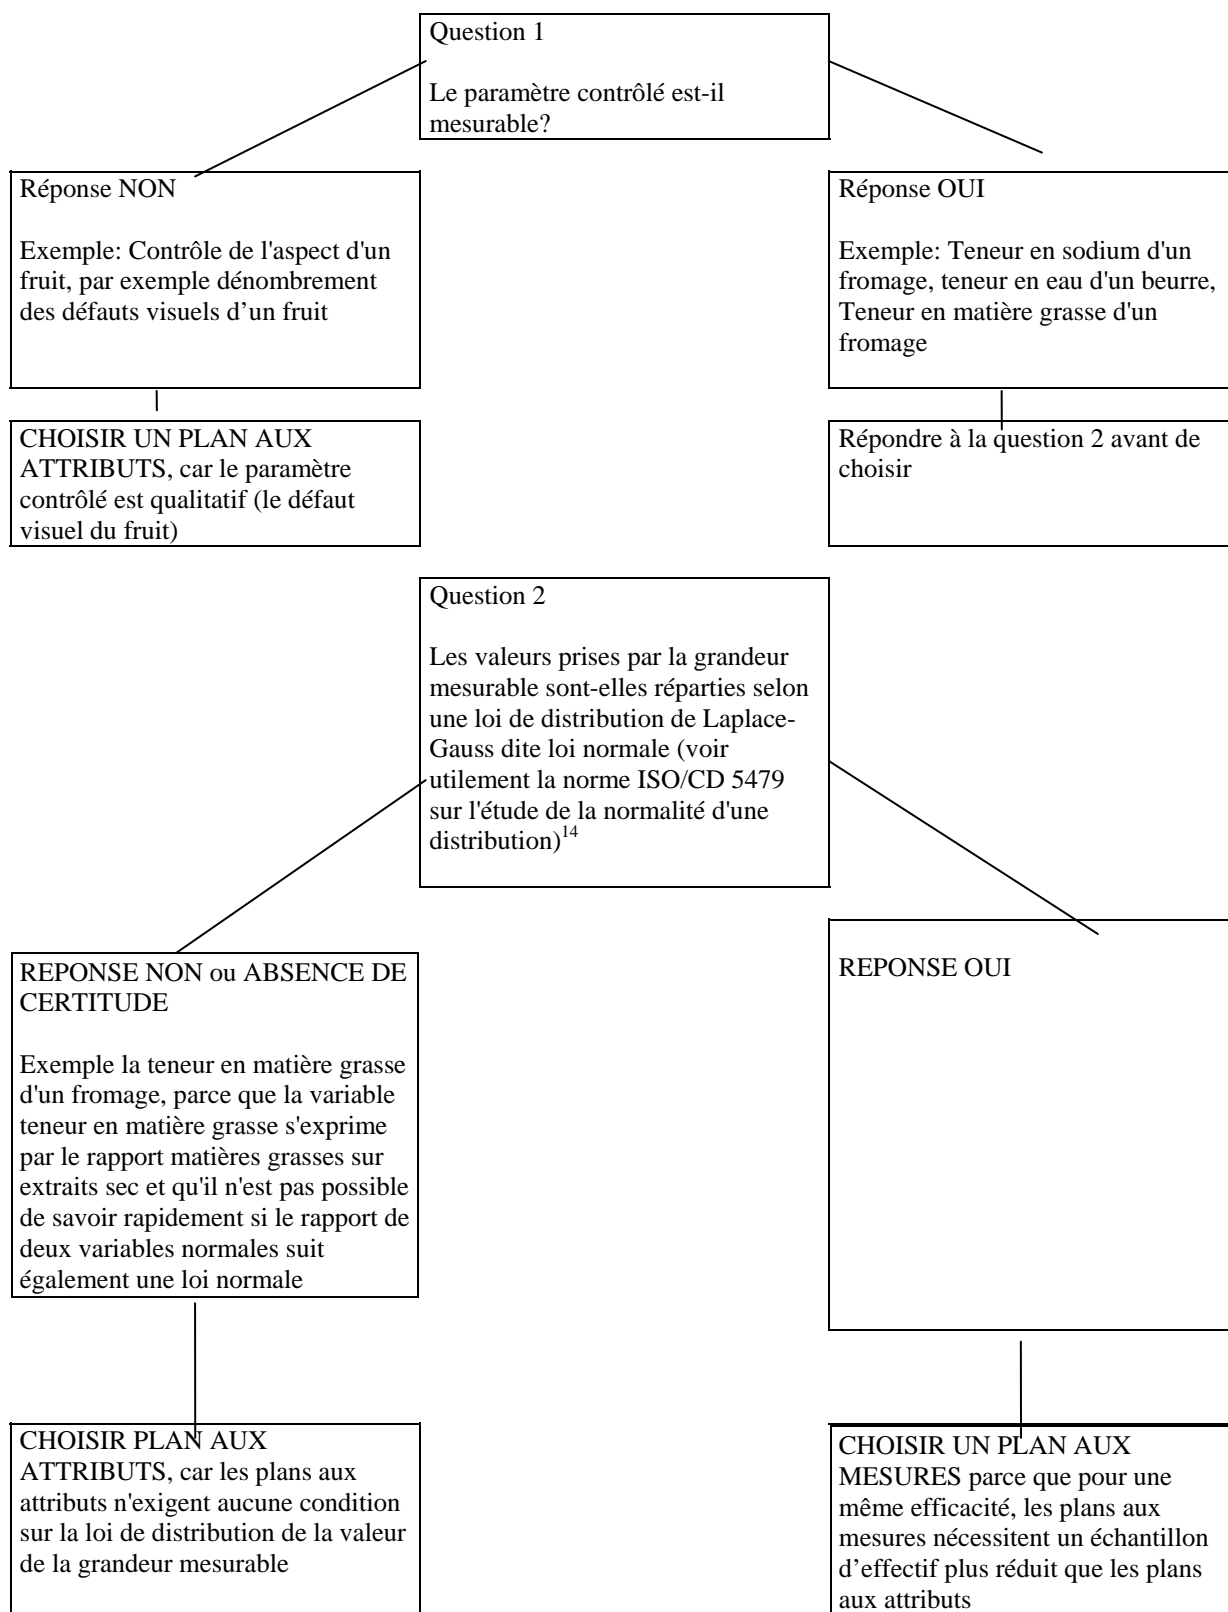 Question 1
Le paramètre contrôlé est-il
mesurable?
Réponse NON
Exemple: Contrôle de l'aspect d'un
fruit, par exemple dénombrement
des défauts visuels d’un fruit
Réponse OUI
Exemple: Teneur en sodium d'un
fromage, teneur en eau d'un beurre,
Teneur en matière grasse d'un
fromage
CHOISIR UN PLAN AUX
ATTRIBUTS, car le paramètre
contrôlé est qualitatif (le défaut
visuel du fruit)
Répondre à la question 2 avant de
choisir
Question 2
Les valeurs prises par la grandeur
mesurable sont-elles réparties selon
une loi de distribution de Laplace-
Gauss dite loi normale (voir
utilement la norme ISO/CD 5479
sur l'étude de la normalité d'une
distribution)14
REPONSE NON ou ABSENCE DE
CERTITUDE
Exemple la teneur en matière grasse
d'un fromage, parce que la variable
teneur en matière grasse s'exprime
par le rapport matières grasses sur
extraits sec et qu'il n'est pas possible
de savoir rapidement si le rapport de
deux variables normales suit
également une loi normale
REPONSE OUI
CHOISIR PLAN AUX
ATTRIBUTS, car les plans aux
attributs n'exigent aucune condition
sur la loi de distribution de la valeur
de la grandeur mesurable
CHOISIR UN PLAN AUX
MESURES parce que pour une
même efficacité, les plans aux
mesures nécessitent un échantillon
d’effectif plus réduit que les plans
aux attributs